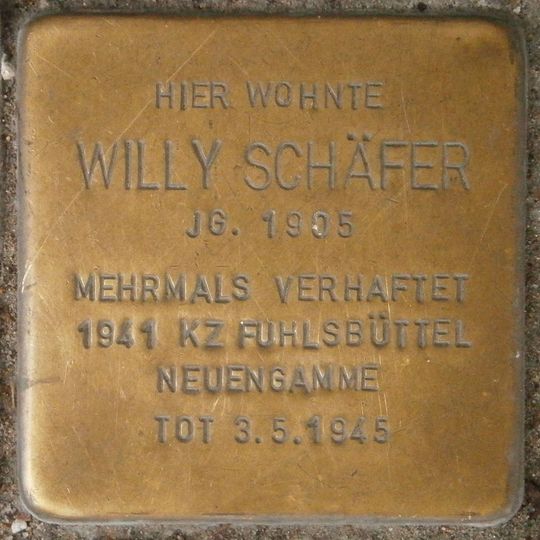 HIER WOHNTE
WILLY SCHÄFER
JG. 1905
MEHRMALS VERHAFTET
1941 KZ FUHLSBÜTTEL
NEUENGAMME
TOT 3.5.1945